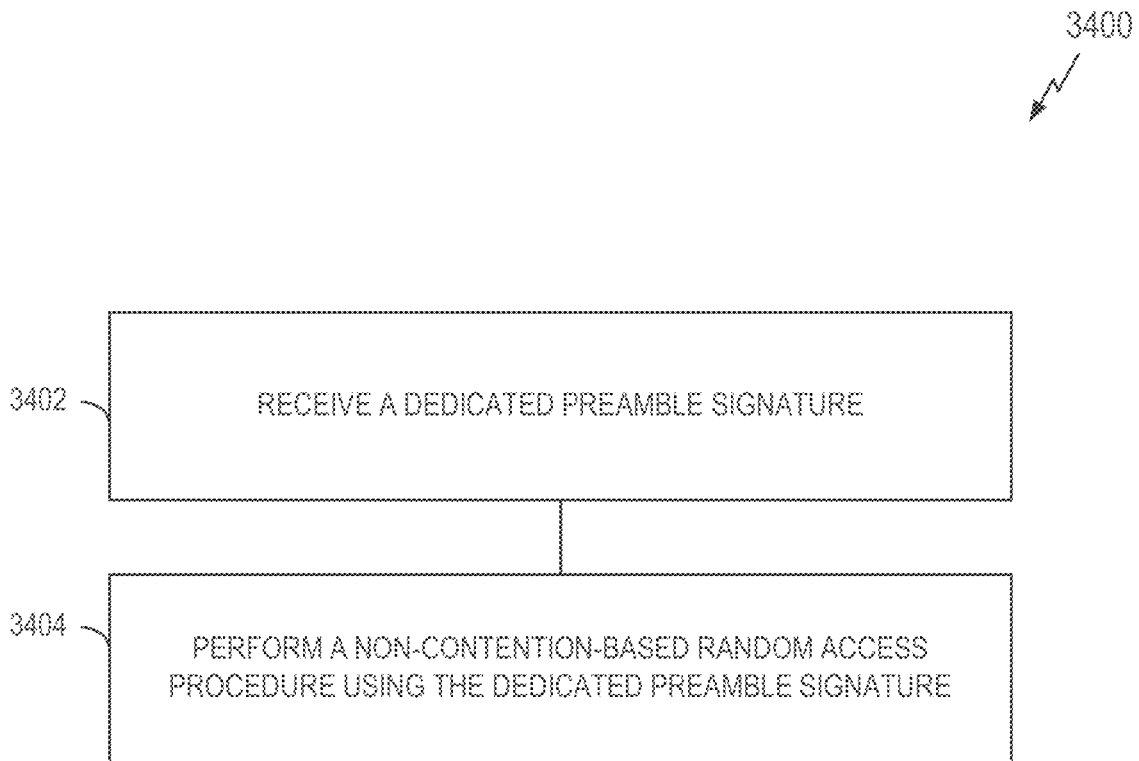 3400
3402
RECEIVE A DEDICATED PREAMBLE SIGNATURE
3404
PERFORM A NON-CONTENTION-BASED RANDOM ACCESS
PROCEDURE USING THE DEDICATED PREAMBLE SIGNATURE